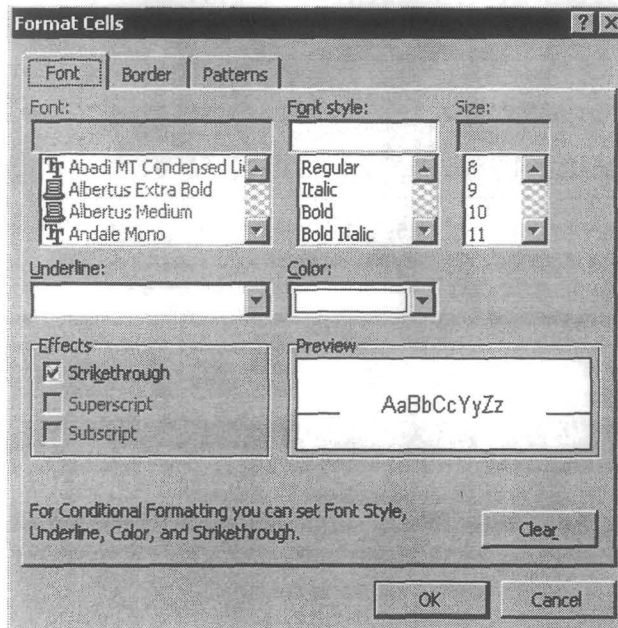 Format Cells
Font Border Patterns
Font: Font style: Size:
Abadi MT Condensed Li Regular 8
Albertus Extra Bold Italic 9
Albertus Medium Bold 10
Andale Mono Bold Italic 11
Underline: Color:
Effects Preview
Strikethrough
Superscript
Subscript
AaBbCcYyZz
For Conditional Formatting you can set Font Style,
Underline, Color, and Strikethrough.
Clear
OK Cancel